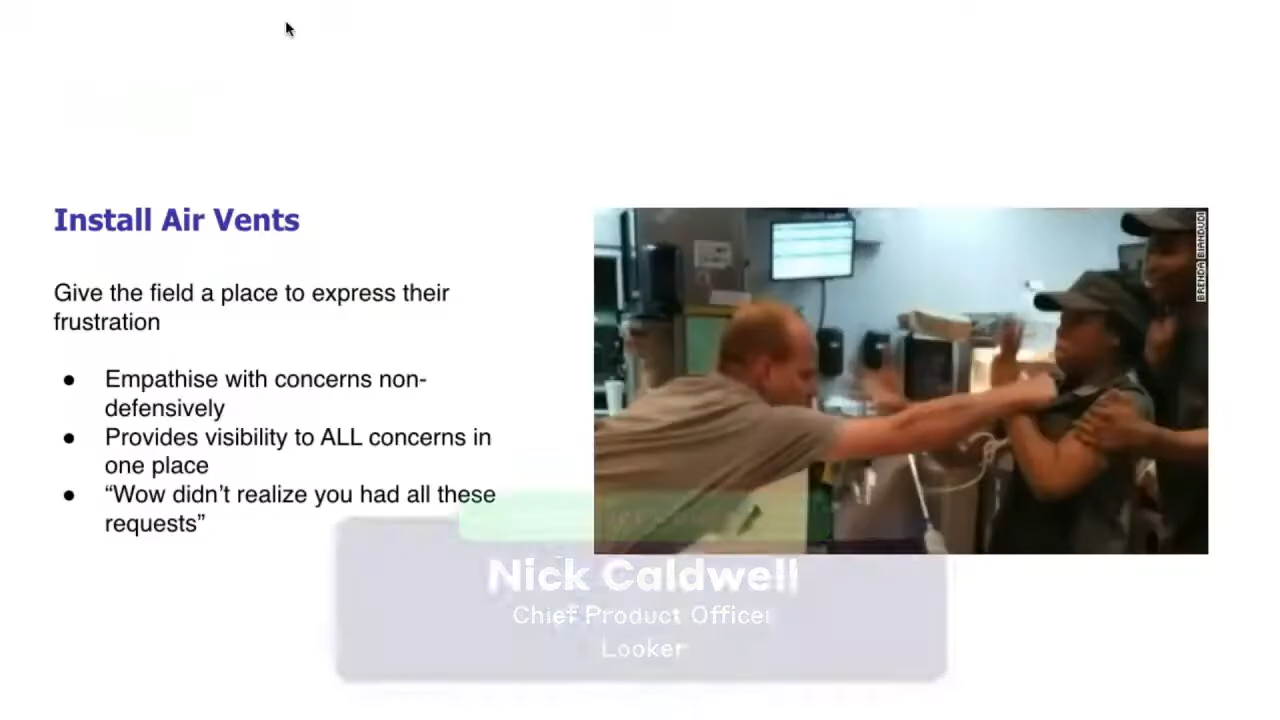 Install Air Vents
Give the field a place to express their
frustration
● Empathise with concerns non-
defensively
● Provides visibility to ALL concerns in
one place
● “Wow didn’t realize you had all these
requests”
BRENDA BIANDUDI
Nick Caldwell
Chief Product Officer
Looker